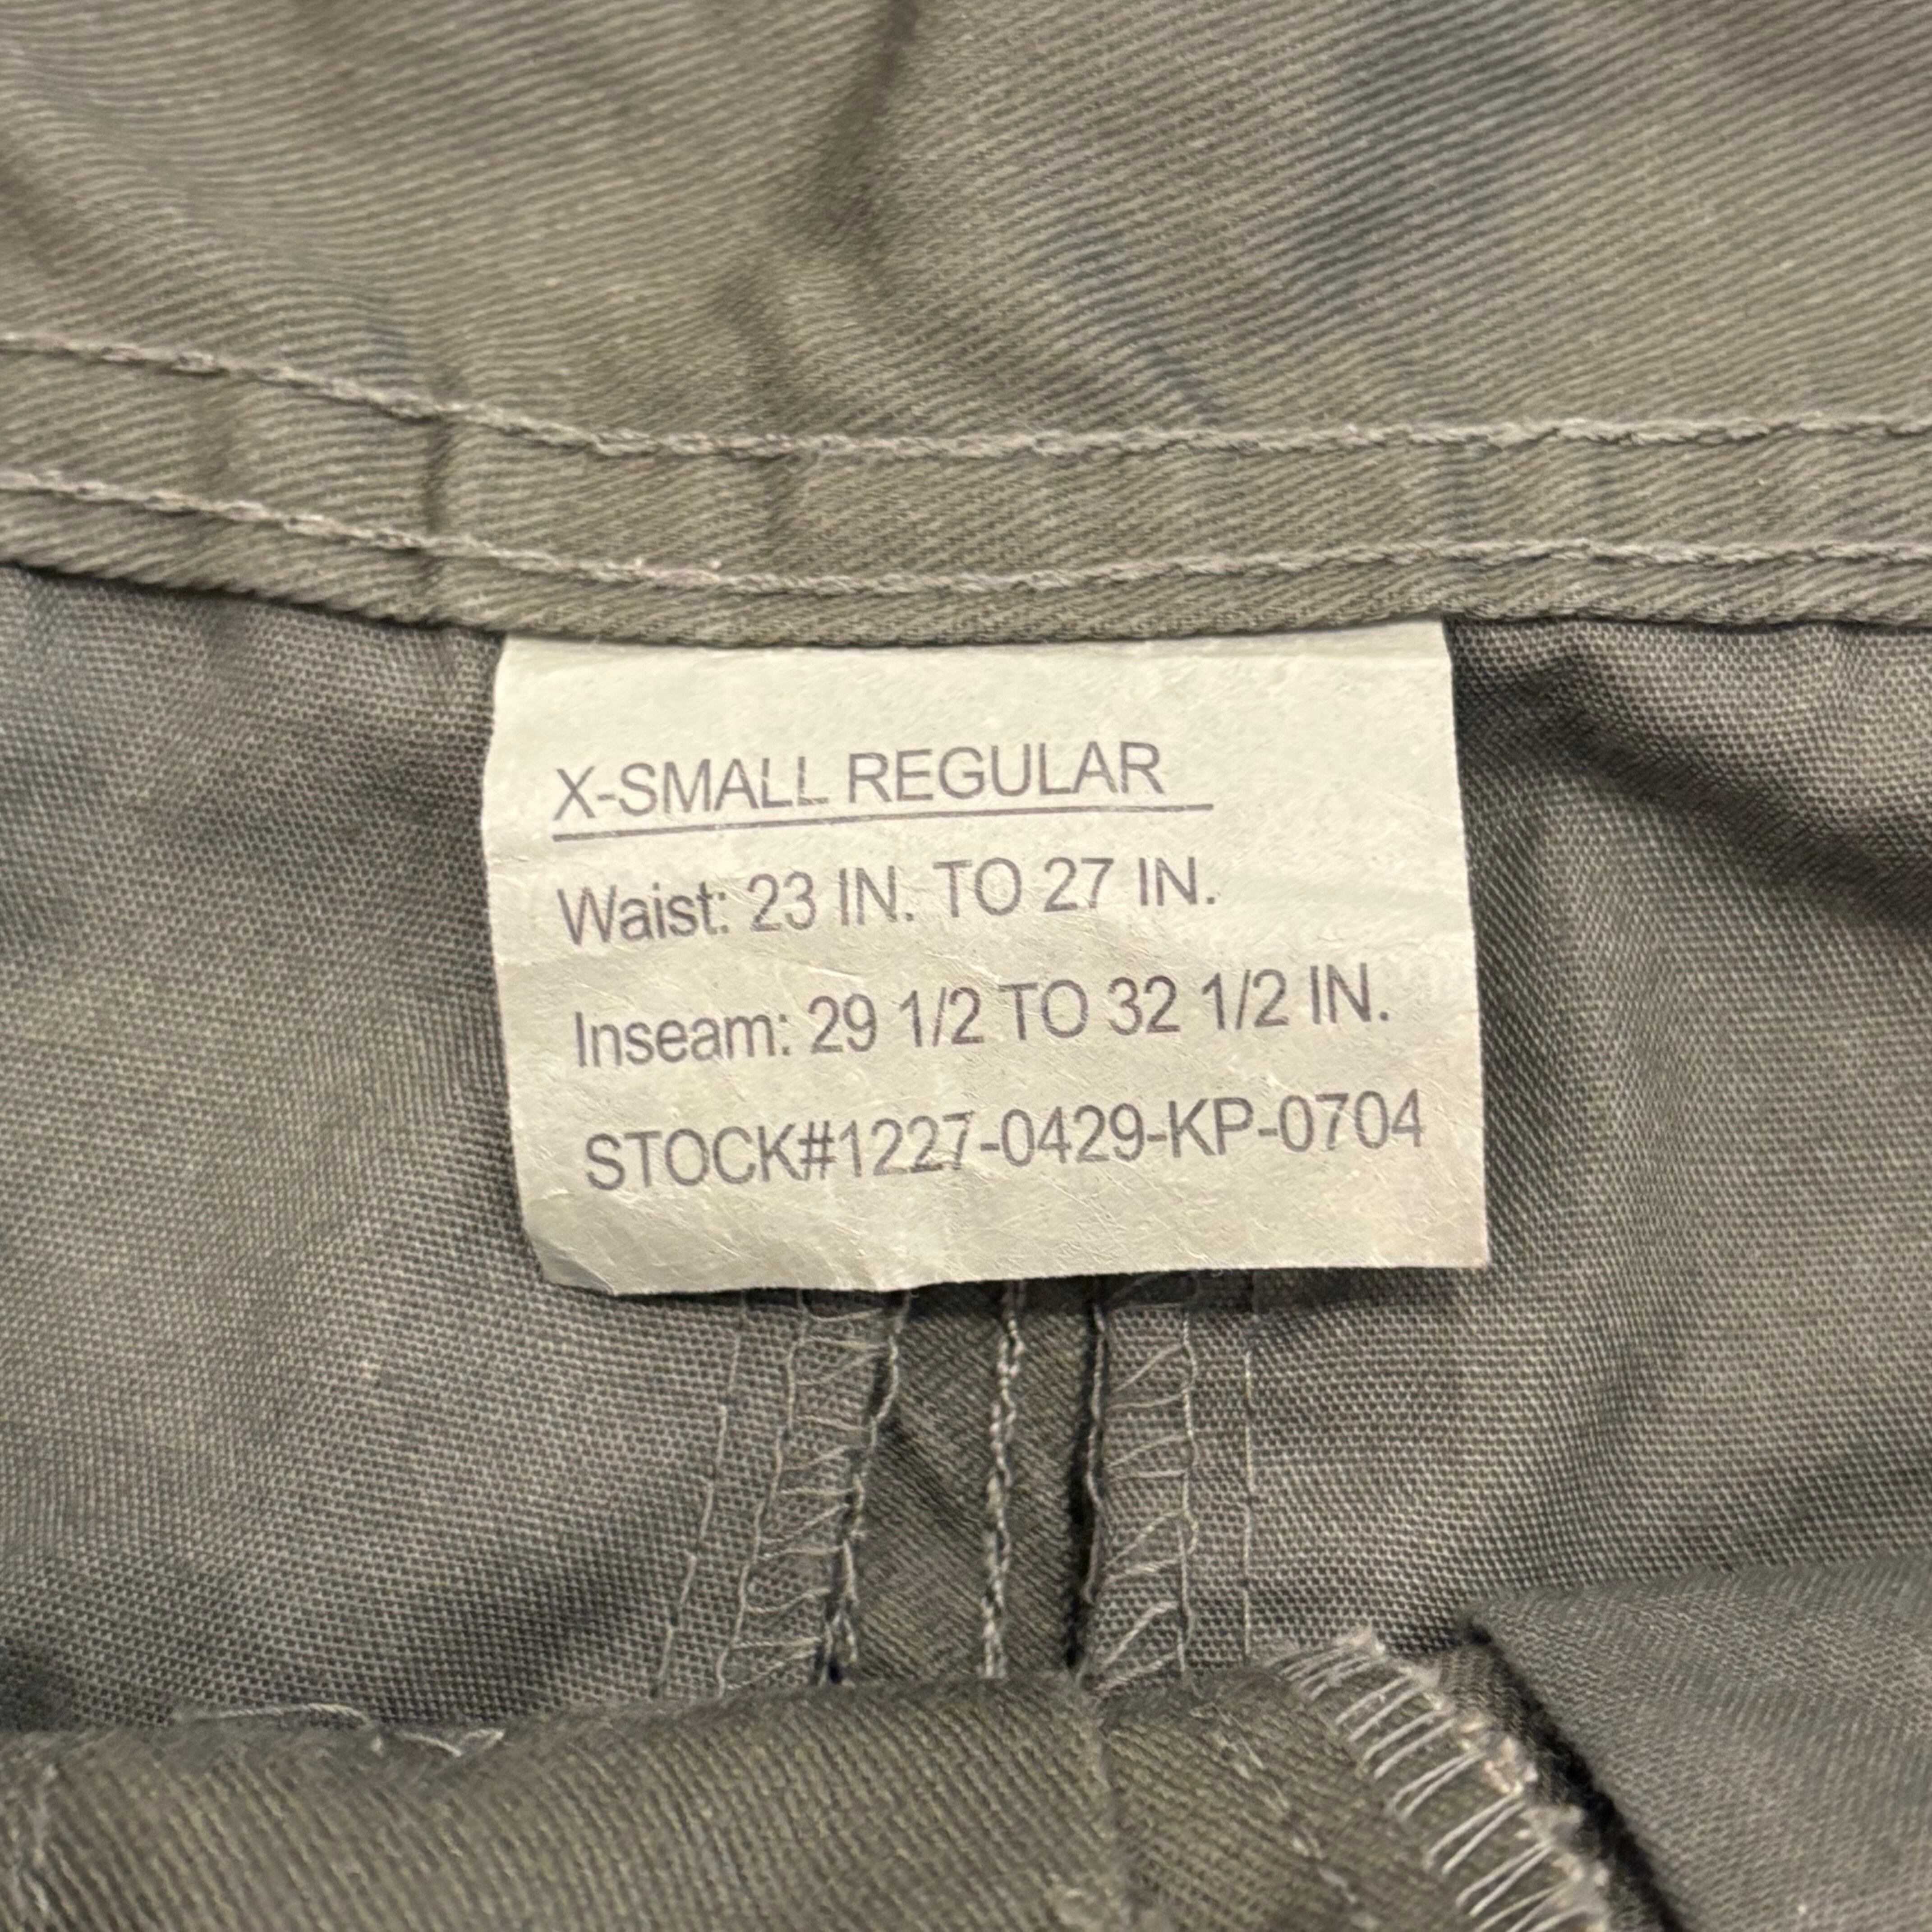 X-SMALL REGULAR
Waist: 23 IN. TO 27 IN.
Inseam: 29 1/2 TO 32 1/2 IN.
STOCK#1227-0429-KP-0704